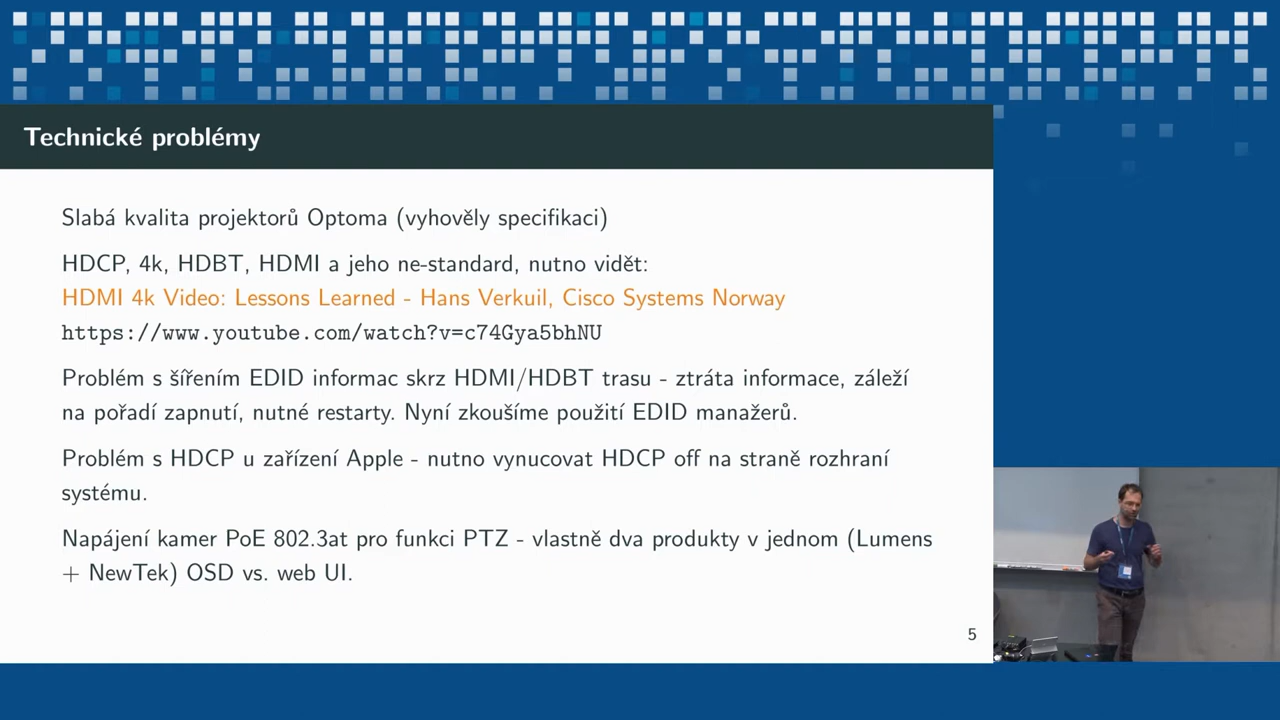 Technické problémy
Slabá kvalita projektorů Optoma (vyhověly specifikaci)
HDCP, 4k, HDBT, HDMI a jeho ne-standard, nutno vidět:
HDMI 4k Video: Lessons Learned - Hans Verkuil, Cisco Systems Norway
https://www.youtube.com/watch?v=c74Gya5bhNU
Problém s šířením EDID informac skrz HDMI/HDBT trasu - ztráta informace, záleží
na pořadí zapnutí, nutné restarty. Nyní zkoušíme použití EDID manažerů.
Problém s HDCP u zařízení Apple - nutno vynucovat HDCP off na straně rozhraní
systému.
Napájení kamer PoE 802.3at pro funkci PTZ - vlastně dva produkty v jednom (Lumens
+ NewTek) OSD vs. web UI.
5